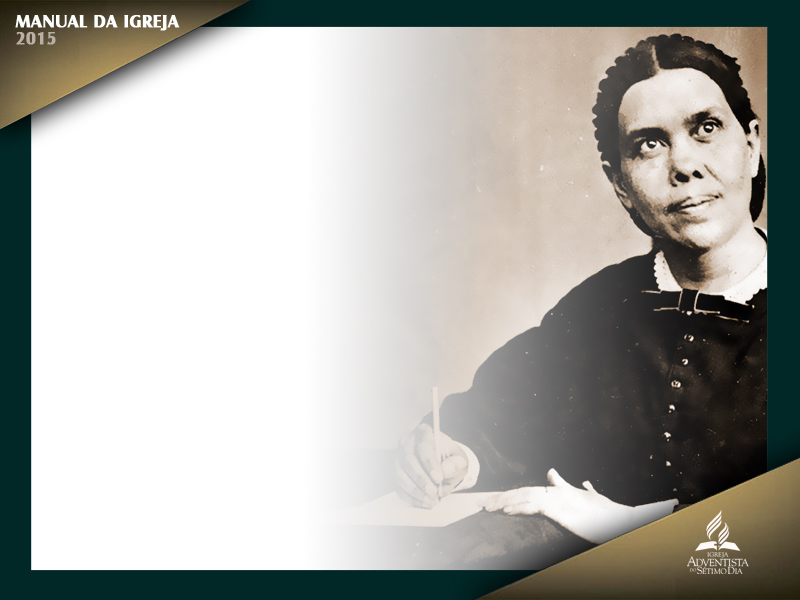 MANUAL DA IGREJA
2015
IGREJA
ADVENTISTA
DO SÉTIMO DIA